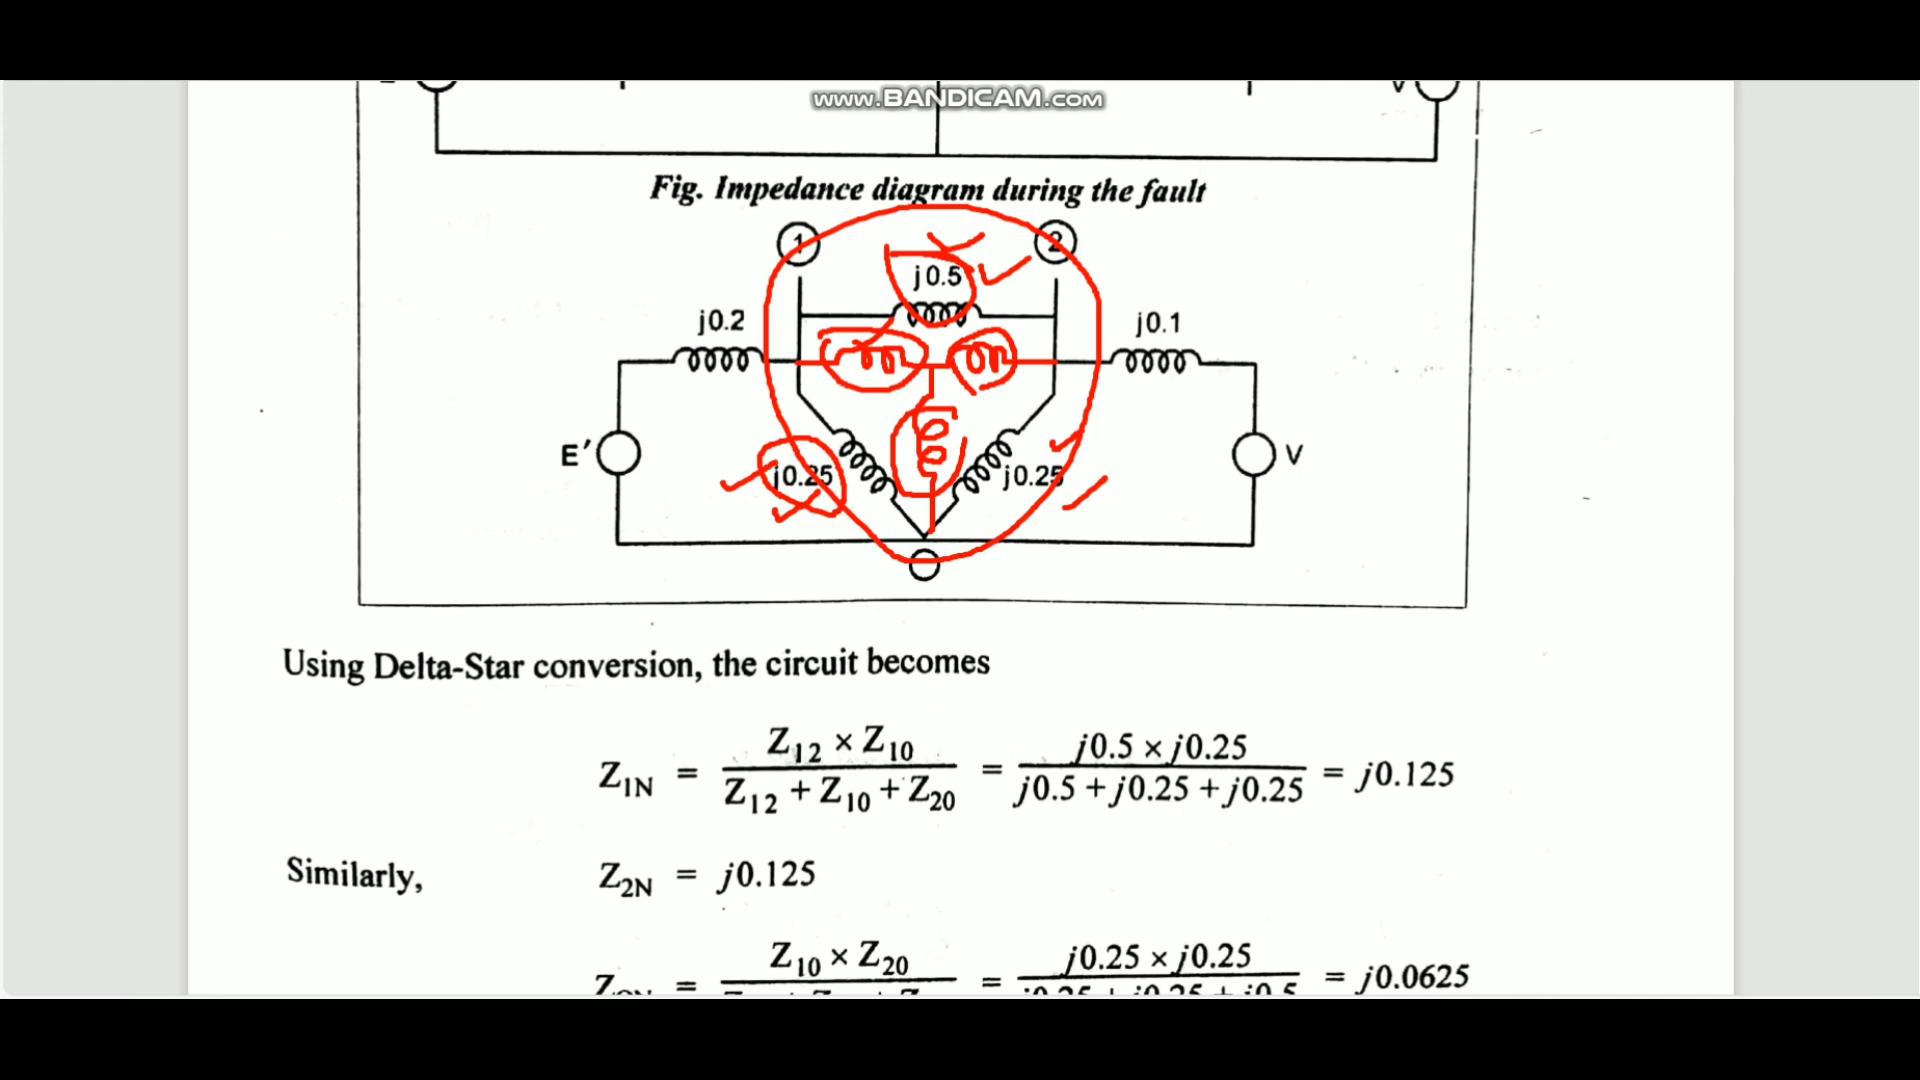 www.BANDICAM.com
Fig. Impedance diagram during the fault
1 2
j0.5
j0.2 j0.1
E′ V
j0.25 j0.25
Using Delta-Star conversion, the circuit becomes
Z1N = Z12 × Z10 / Z12 + Z10 + Z20 = j0.5 × j0.25 / j0.5 + j0.25 + j0.25 = j0.125
Similarly, Z2N = j0.125
Z10 × Z20 = j0.25 × j0.25 = j0.0625